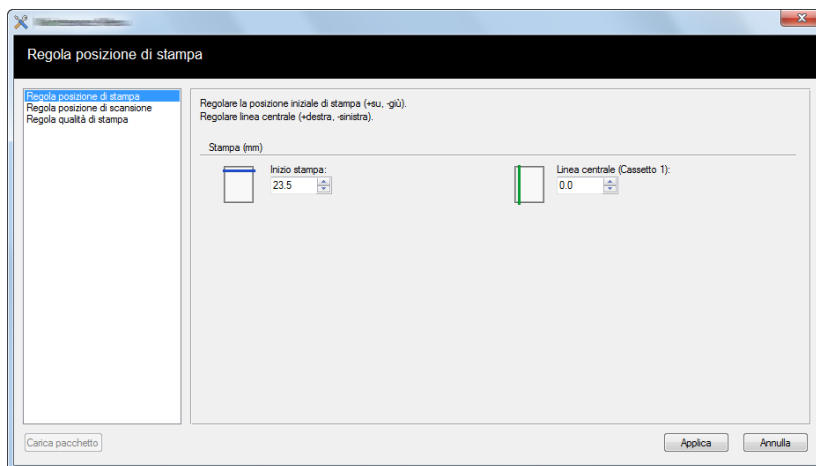 Regola posizione di stampa
Regola posizione di stampa
Regola posizione di scansione
Regola qualità di stampa
Regolare la posizione iniziale di stampa (+su, -giù).
Regolare linea centrale (+destra, -sinistra).
Stampa (mm)
Inizio stampa:
23.5
Linea centrale (Cassetto 1):
0.0
Carica pacchetto
Applica
Annulla